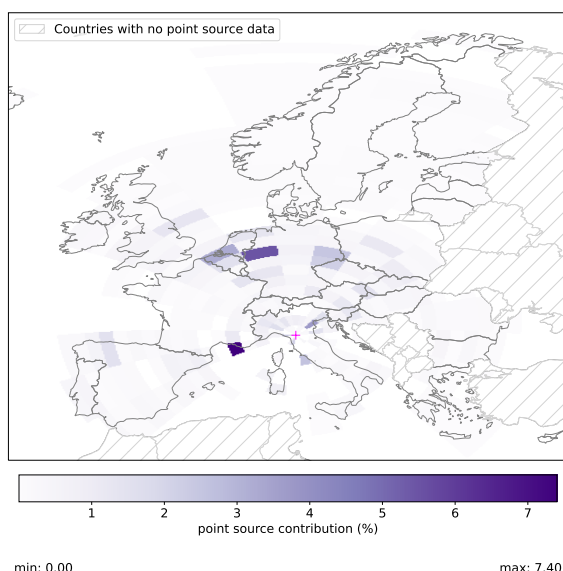 Countries with no point source data
1 2 3 4 5 6 7
point source contribution (%)
min: 0.00 max: 7.40